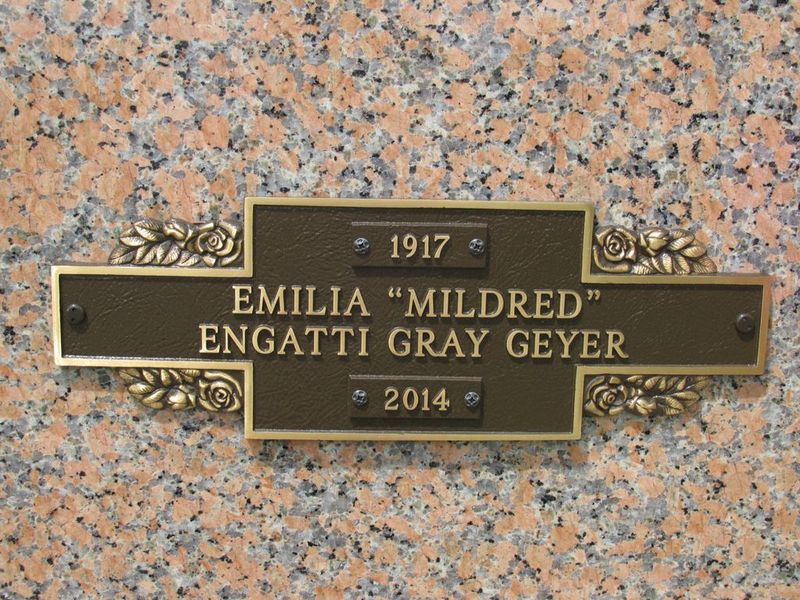 1917
EMILIA “MILDRED”
ENGATTI GRAY GEYER
2014